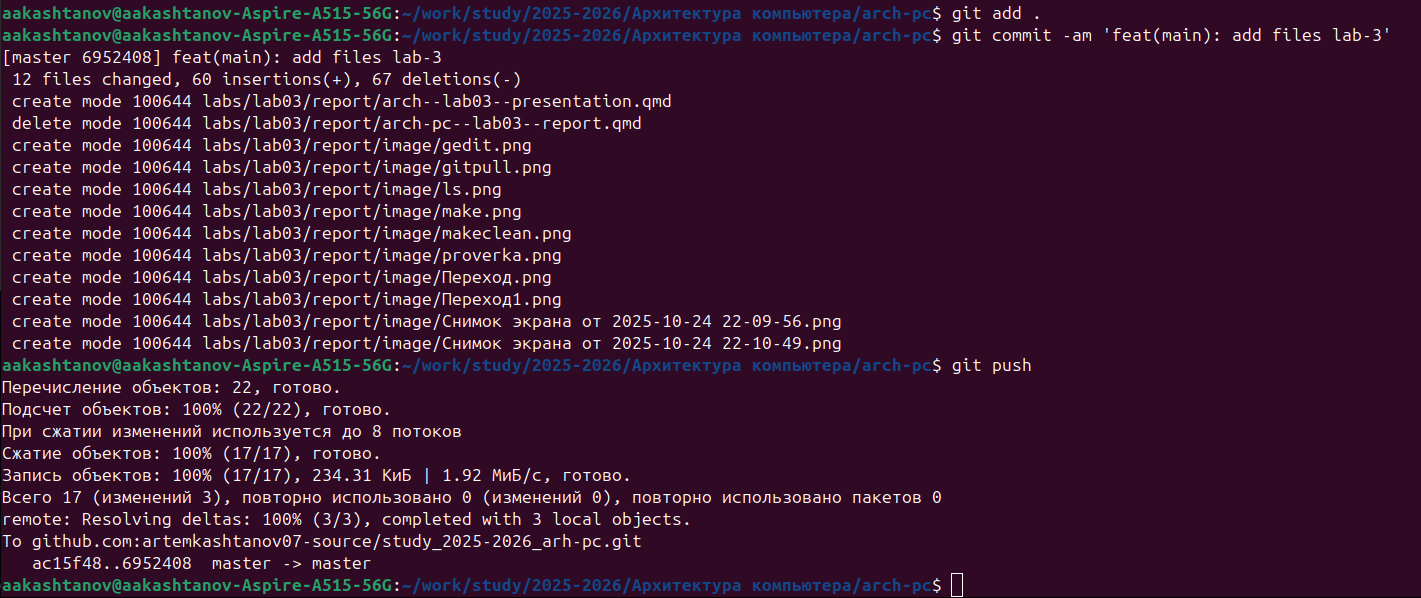 aakashtanov@aakashtanov-Aspire-A515-56G:~/work/study/2025-2026/Архитектура компьютера/arch-pc$ git add .
aakashtanov@aakashtanov-Aspire-A515-56G:~/work/study/2025-2026/Архитектура компьютера/arch-pc$ git commit -am 'feat(main): add files lab-3'
[master 6952408] feat(main): add files lab-3
 12 files changed, 60 insertions(+), 67 deletions(-)
 create mode 100644 labs/lab03/report/arch--lab03--presentation.qmd
 delete mode 100644 labs/lab03/report/arch-pc--lab03--report.qmd
 create mode 100644 labs/lab03/report/image/gedit.png
 create mode 100644 labs/lab03/report/image/gitpull.png
 create mode 100644 labs/lab03/report/image/ls.png
 create mode 100644 labs/lab03/report/image/make.png
 create mode 100644 labs/lab03/report/image/makeclean.png
 create mode 100644 labs/lab03/report/image/proverka.png
 create mode 100644 labs/lab03/report/image/Переход.png
 create mode 100644 labs/lab03/report/image/Переход1.png
 create mode 100644 labs/lab03/report/image/Снимок экрана от 2025-10-24 22-09-56.png
 create mode 100644 labs/lab03/report/image/Снимок экрана от 2025-10-24 22-10-49.png
aakashtanov@aakashtanov-Aspire-A515-56G:~/work/study/2025-2026/Архитектура компьютера/arch-pc$ git push
Перечисление объектов: 22, готово.
Подсчет объектов: 100% (22/22), готово.
При сжатии изменений используется до 8 потоков
Сжатие объектов: 100% (17/17), готово.
Запись объектов: 100% (17/17), 234.31 КиБ | 1.92 МиБ/с, готово.
Всего 17 (изменений 3), повторно использовано 0 (изменений 0), повторно использовано пакетов 0
remote: Resolving deltas: 100% (3/3), completed with 3 local objects.
To github.com:artemkashtanov07-source/study_2025-2026_arh-pc.git
   ac15f48..6952408  master -> master
aakashtanov@aakashtanov-Aspire-A515-56G:~/work/study/2025-2026/Архитектура компьютера/arch-pc$